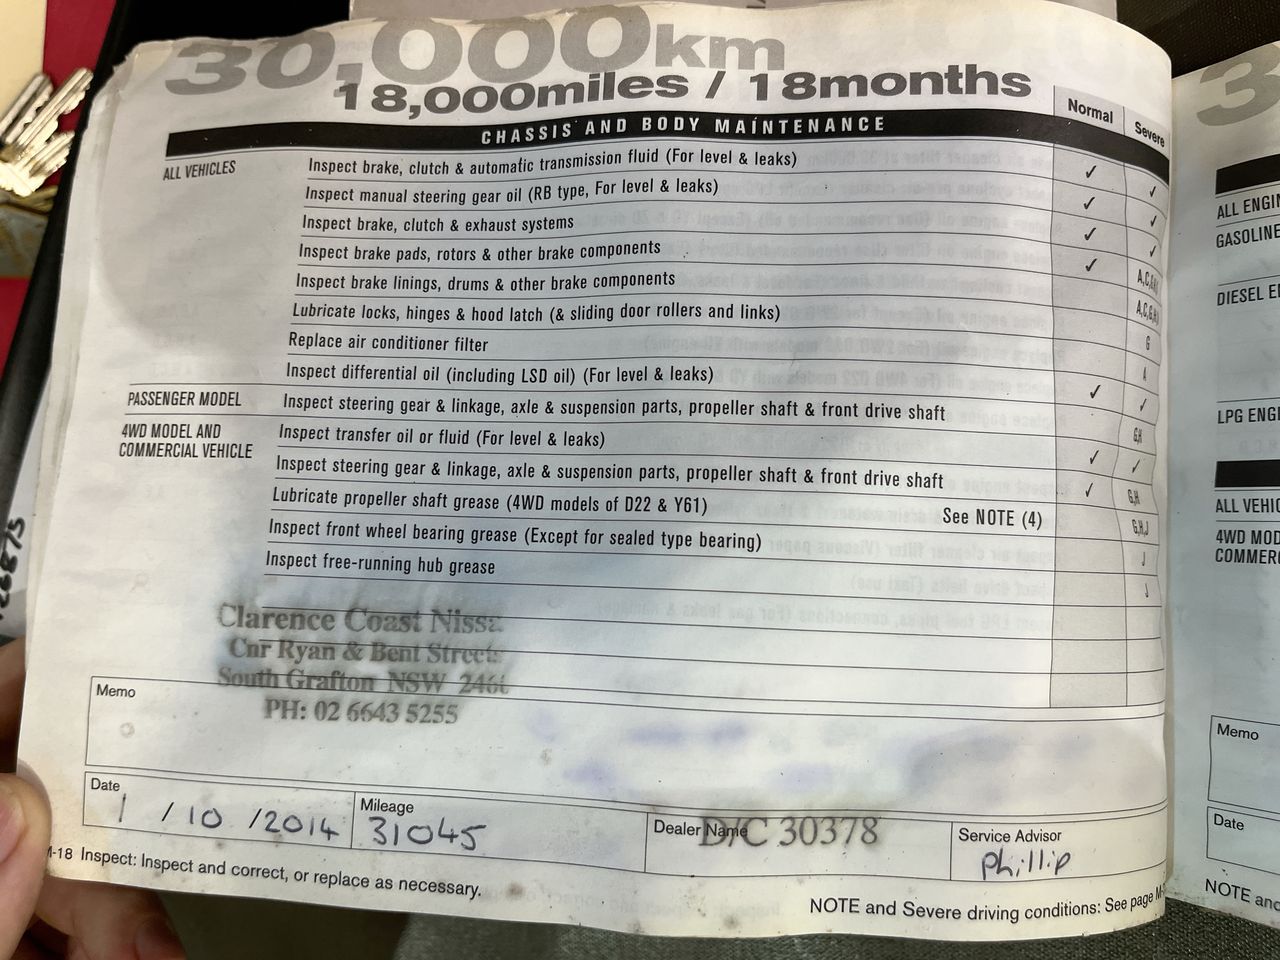 30,000km
18,000miles / 18months
Normal Severe
CHASSIS AND BODY MAINTENANCE
ALL VEHICLES Inspect brake, clutch & automatic transmission fluid (For level & leaks) ✓ ✓
Inspect manual steering gear oil (RB type, For level & leaks) ✓ ✓
Inspect brake, clutch & exhaust systems ✓ ✓
Inspect brake pads, rotors & other brake components ✓
Inspect brake linings, drums & other brake components
Lubricate locks, hinges & hood latch (& sliding door rollers and links) G
Replace air conditioner filter A
Inspect differential oil (including LSD oil) (For level & leaks) ✓ ✓
PASSENGER MODEL Inspect steering gear & linkage, axle & suspension parts, propeller shaft & front drive shaft G,H
4WD MODEL AND Inspect transfer oil or fluid (For level & leaks) ✓ ✓
COMMERCIAL VEHICLE Inspect steering gear & linkage, axle & suspension parts, propeller shaft & front drive shaft ✓ G,H
Lubricate propeller shaft grease (4WD models of D22 & Y61) See NOTE (4) G,H,J
Inspect front wheel bearing grease (Except for sealed type bearing) J
Inspect free-running hub grease J
Clarence Coast Nissa
Cnr Ryan & Bent Streets
South Grafton NSW 2460
PH: 02 6643 5255
Memo
Date 1 / 10 / 2014
Mileage 31045
Dealer Name D/C 30378
Service Advisor Phillip
M-18 Inspect: Inspect and correct, or replace as necessary.
NOTE and Severe driving conditions: See page M-
3
ALL ENGIN
GASOLINE
DIESEL EN
LPG ENG
ALL VEHIC
4WD MOD
COMMERC
Memo
Date
NOTE and